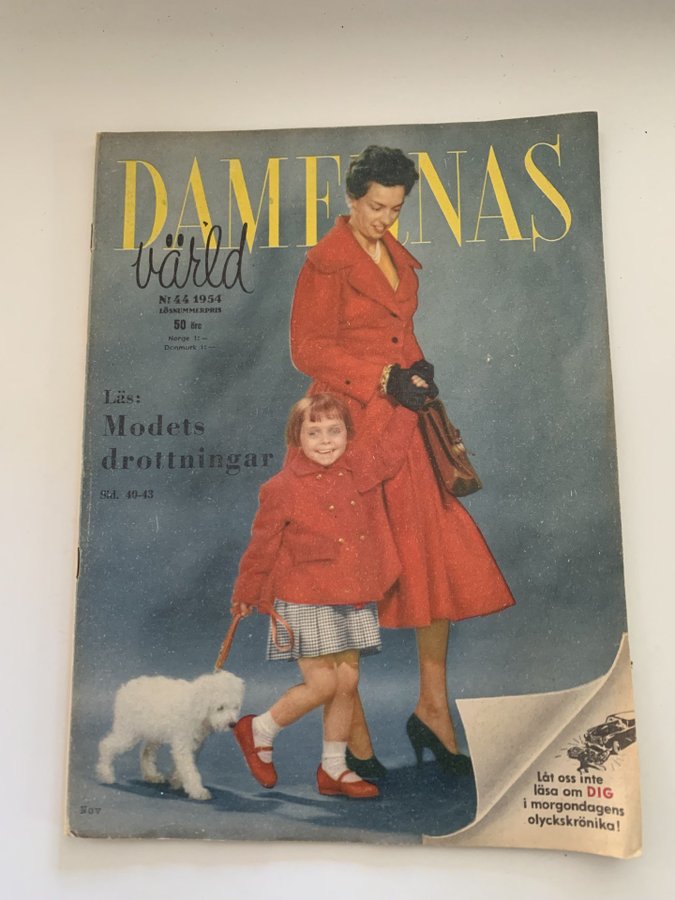 DAMERNAS
värld
Nr 44 1954
LÖSNUMMERPRIS
50 öre
Norge 1:—
Danmark 1:—
Läs:
Modets
drottningar
Sid. 40-43
Låt oss inte
läsa om DIG
i morgondagens
olyckskrönika!
Nov